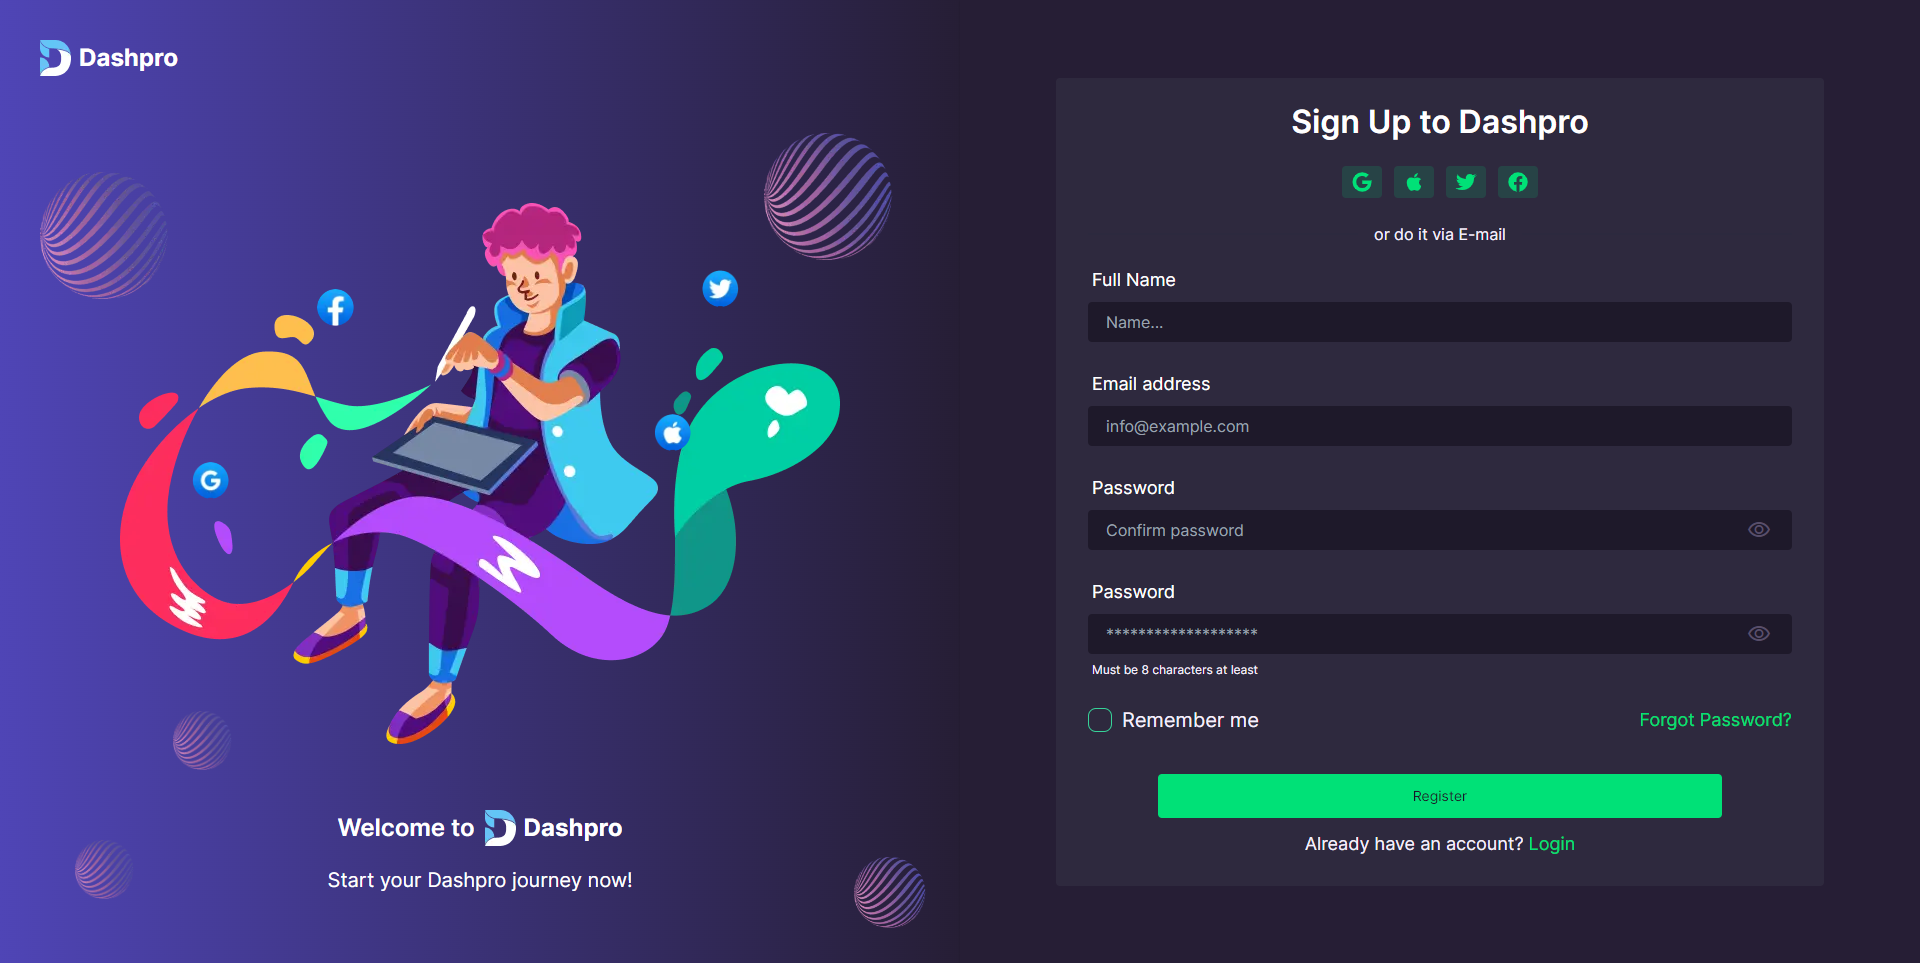 Dashpro
Welcome to Dashpro
Start your Dashpro journey now!
Sign Up to Dashpro
or do it via E-mail
Full Name
Name...
Email address
info@example.com
Password
Confirm password
Password
*******************
Must be 8 characters at least
Remember me
Forgot Password?
Register
Already have an account? Login